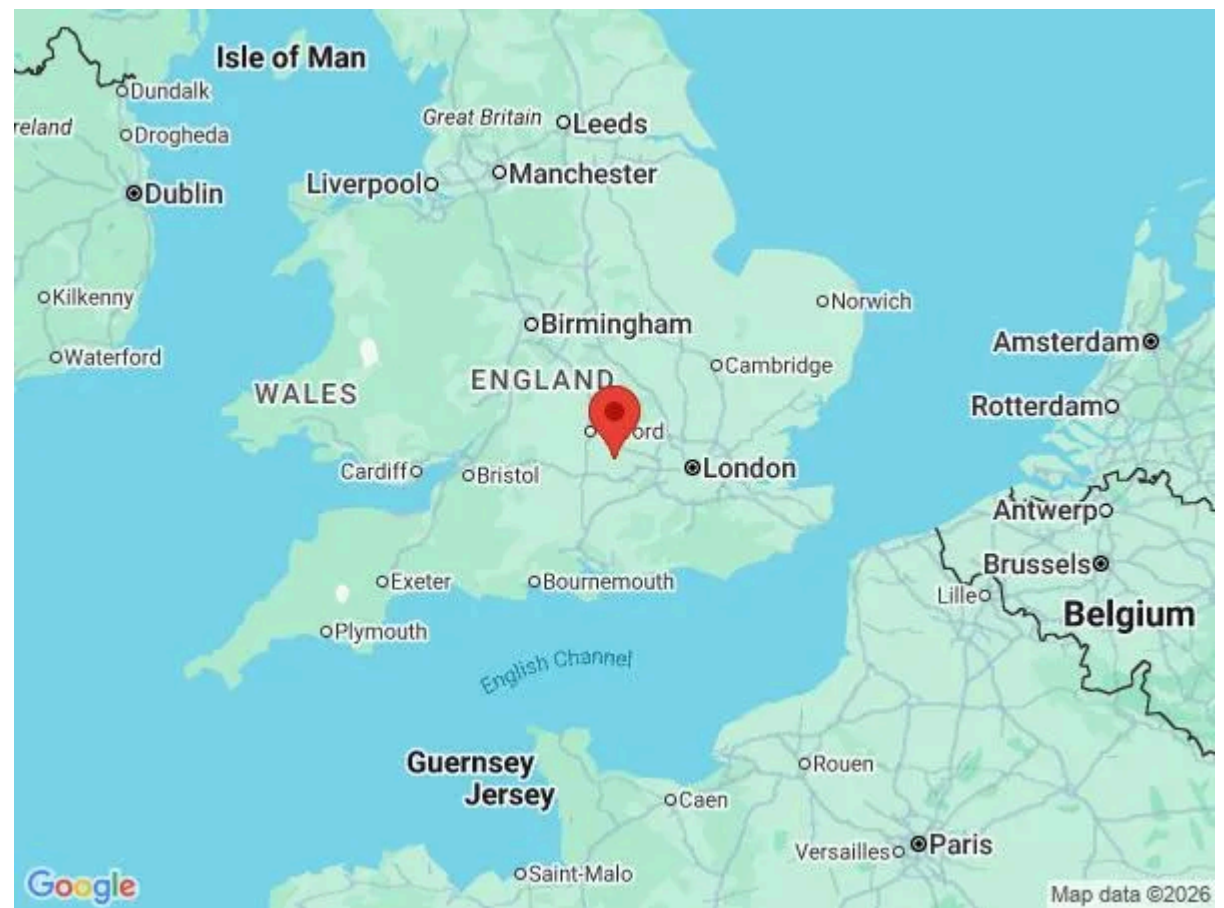 Isle of Man
Dundalk
Great Britain
Leeds
reland
Drogheda
Manchester
Liverpool
Dublin
Kilkenny
Norwich
Birmingham
Amsterdam
Waterford
Cambridge
ENGLAND
WALES
Rotterdam
ord
London
Cardiff
Bristol
Antwerp
Brussels
Exeter
Bournemouth
Lille
Belgium
Plymouth
English Channel
Guernsey
Rouen
Jersey
Caen
Paris
Versailles
Saint-Malo
Google
Map data ©2026